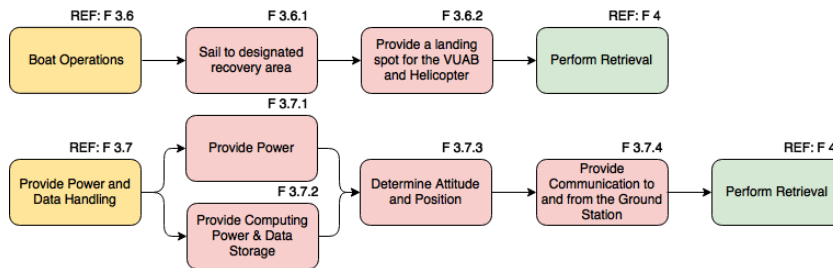 REF: F 3.6
F 3.6.1
F 3.6.2
REF: F 4
Boat Operations
Sail to designated
recovery area
Provide a landing
spot for the VUAB
and Helicopter
Perform Retrieval
F 3.7.1
REF: F 3.7
Provide Power
F 3.7.3
F 3.7.4
REF: F 4
Provide Power and
Data Handling
F 3.7.2
Provide Computing
Power & Data
Storage
Determine Attitude
and Position
Provide
Communication to
and from the Ground
Station
Perform Retrieval